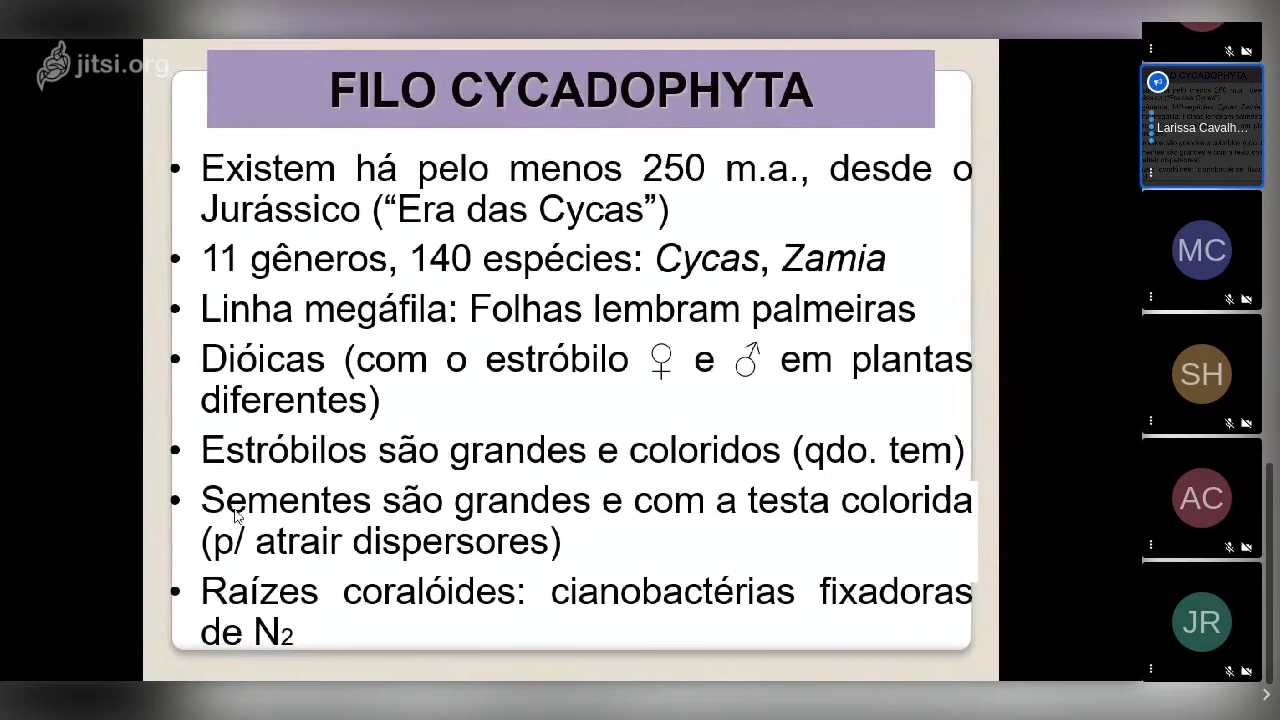 jitsi.org
FILO CYCADOPHYTA
• Existem há pelo menos 250 m.a., desde o
Jurássico (“Era das Cycas”)
• 11 gêneros, 140 espécies: Cycas, Zamia
• Linha megáfila: Folhas lembram palmeiras
• Dióicas (com o estróbilo ♀ e ♂ em plantas
diferentes)
• Estróbilos são grandes e coloridos (qdo. tem)
• Sementes são grandes e com a testa colorida
(p/ atrair dispersores)
• Raízes coralóides: cianobactérias fixadoras
de N2
Larissa Cavalh...
MC
SH
AC
JR